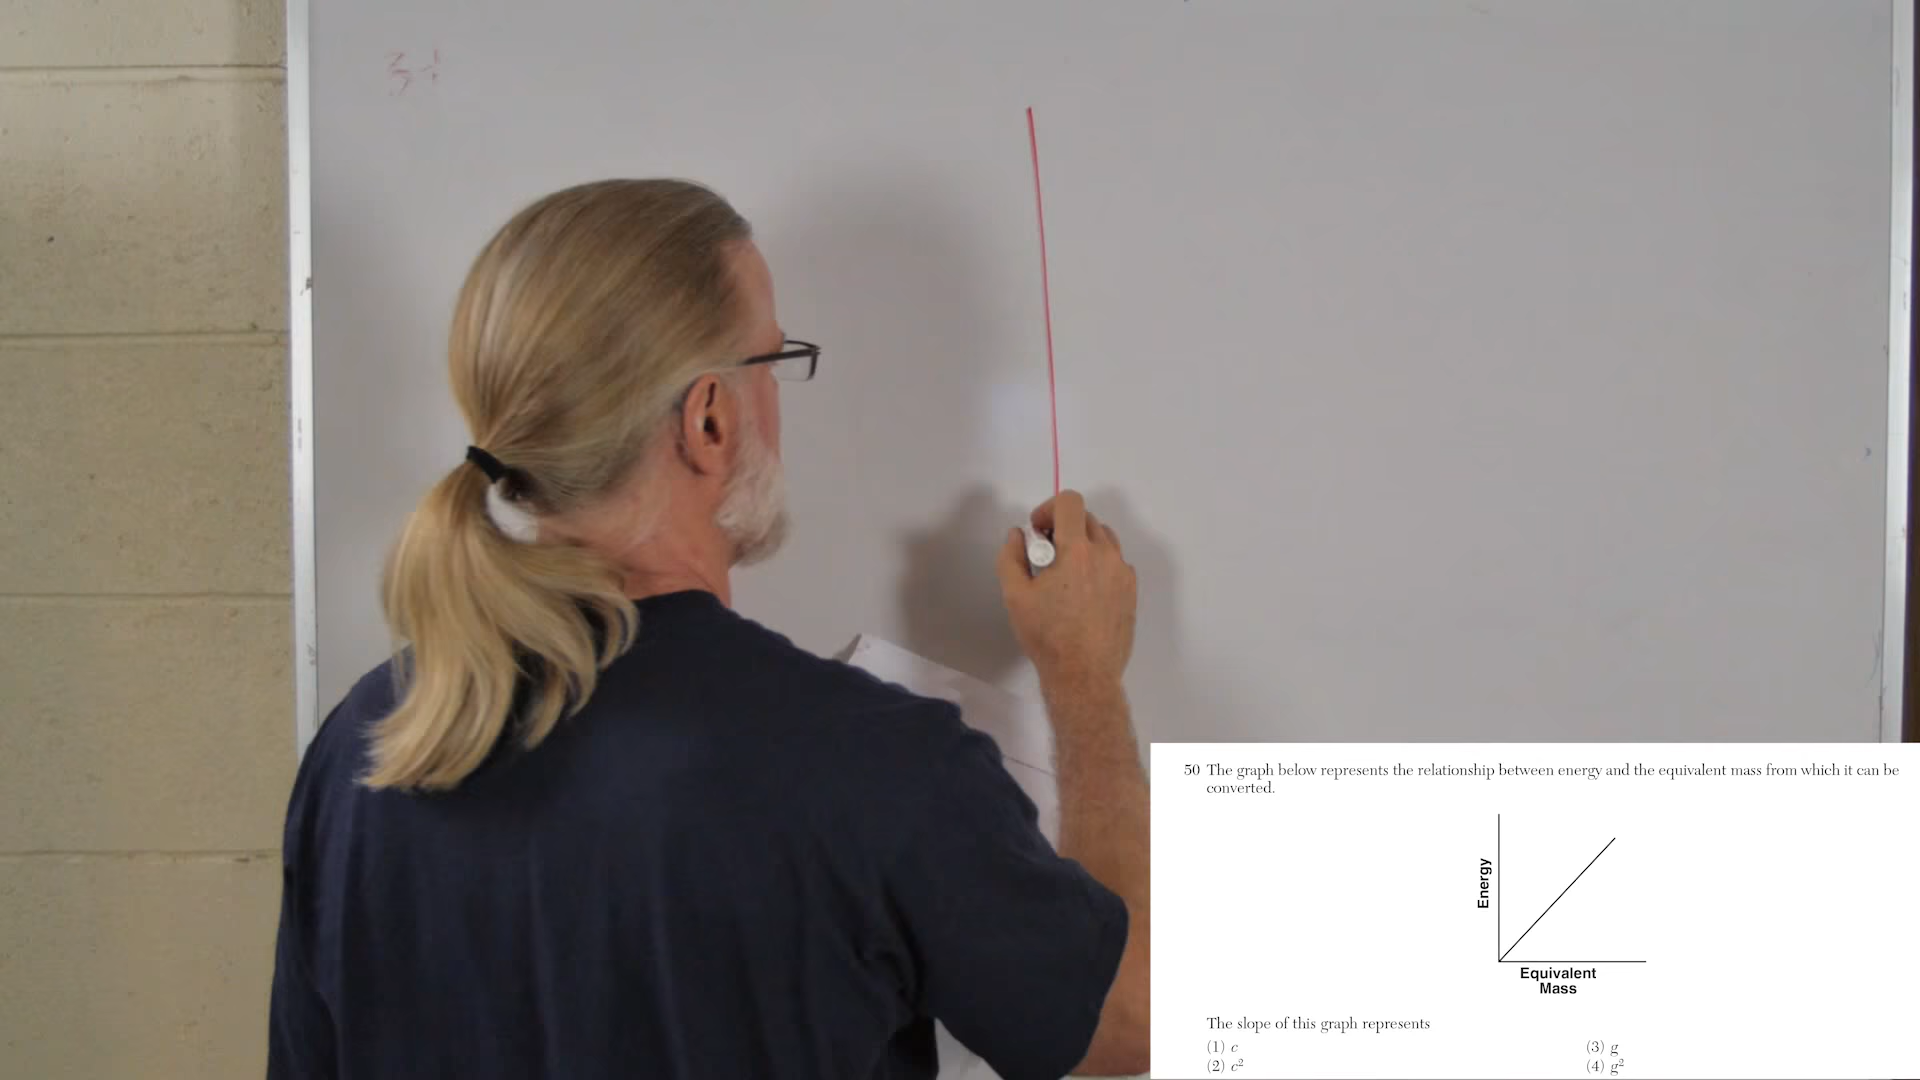 50 The graph below represents the relationship between energy and the equivalent mass from which it can be
converted.
Energy
Equivalent
Mass
The slope of this graph represents
(1) c
(2) c²
(3) g
(4) g²